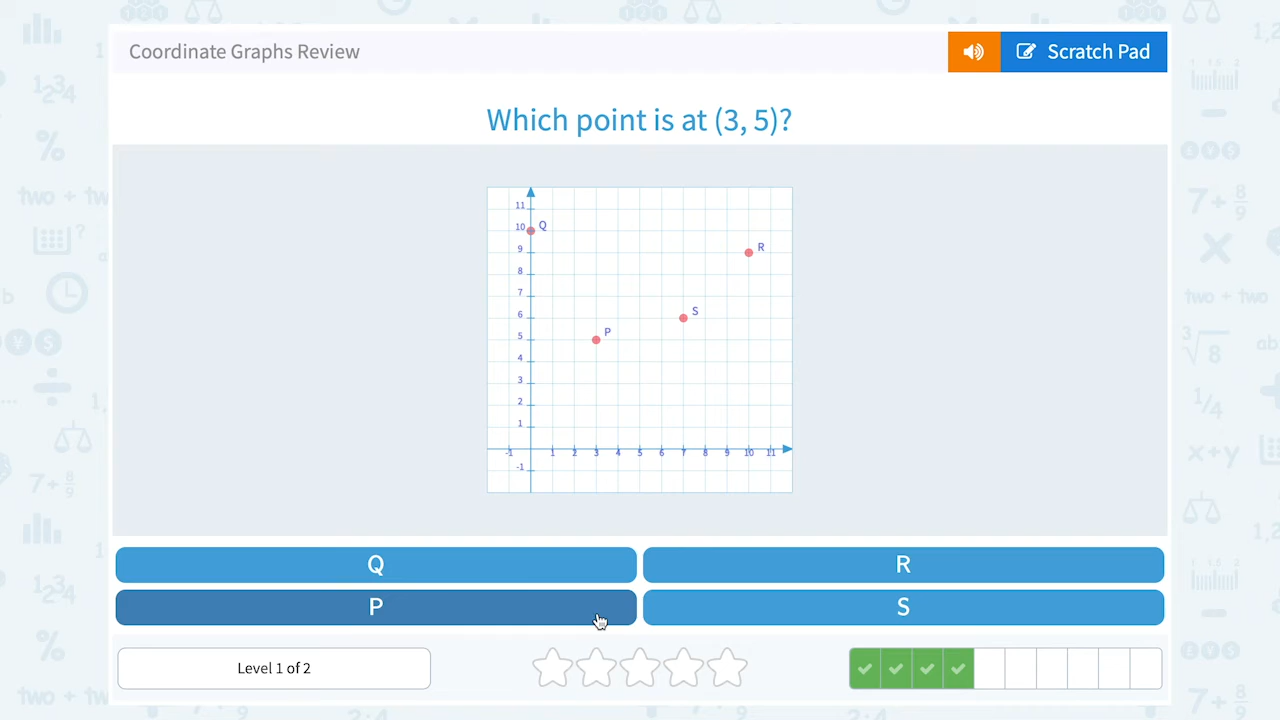 Coordinate Graphs Review
Scratch Pad
Which point is at (3, 5)?
11
10
Q
9
R
8
7
6
S
5
P
4
3
2
1
-1
1
2
3
4
5
6
7
8
9
10
11
-1
Q
R
P
S
Level 1 of 2